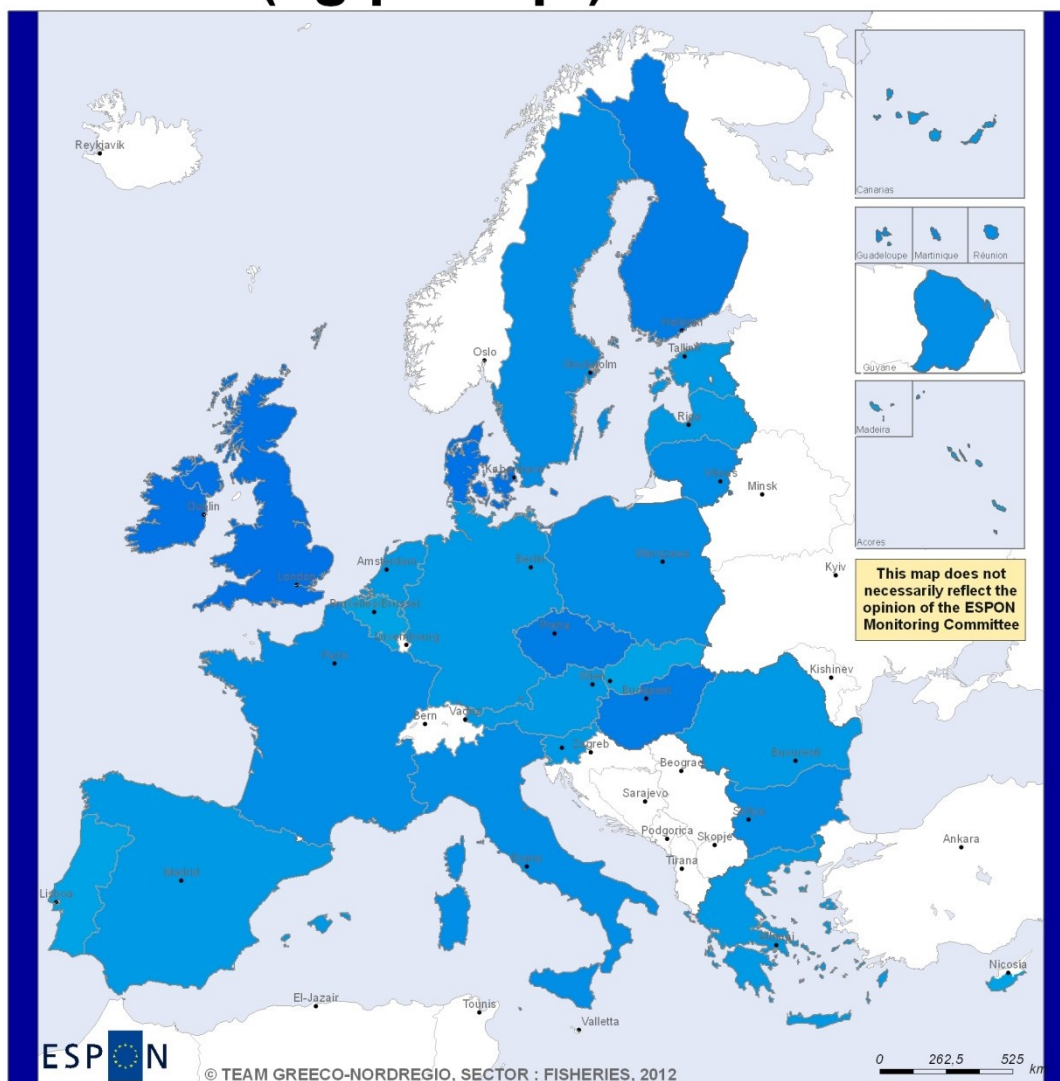 Reykjavik
Canarias
Guadeloupe Martinique Réunion
Guyane
Madeira
Acores
Oslo
Tallinn
Stockholm
Riga
Minsk
Dublin
London
Amsterdam
Berlin
Kyiv
This map does not
necessarily reflect the
opinion of the ESPON
Monitoring Committee
Paris
Praha
Kishinev
Bern
Vaduz
Budapest
Zagreb
Beograd
Bucuresti
Sarajevo
Podgorica
Skopje
Sofiya
Tirana
Ankara
Lisboa
Madrid
Roma
Nicosia
El-Jazair
Tounis
Valletta
ESPON
© TEAM GREECO-NORDREGIO, SECTOR : FISHERIES, 2012
0 262,5 525
km